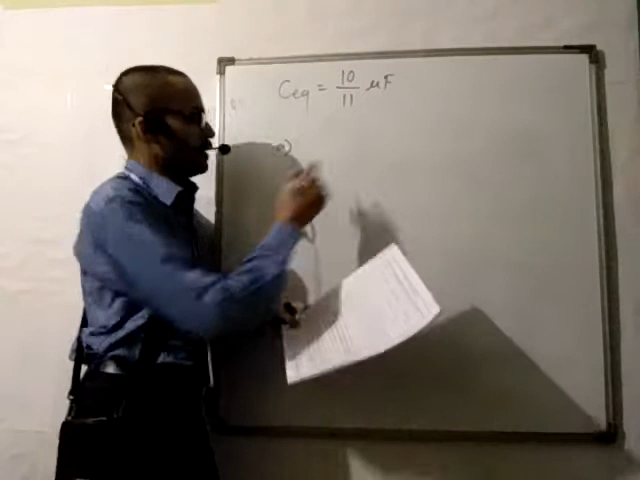 Ceq = 10/11 μF
a)